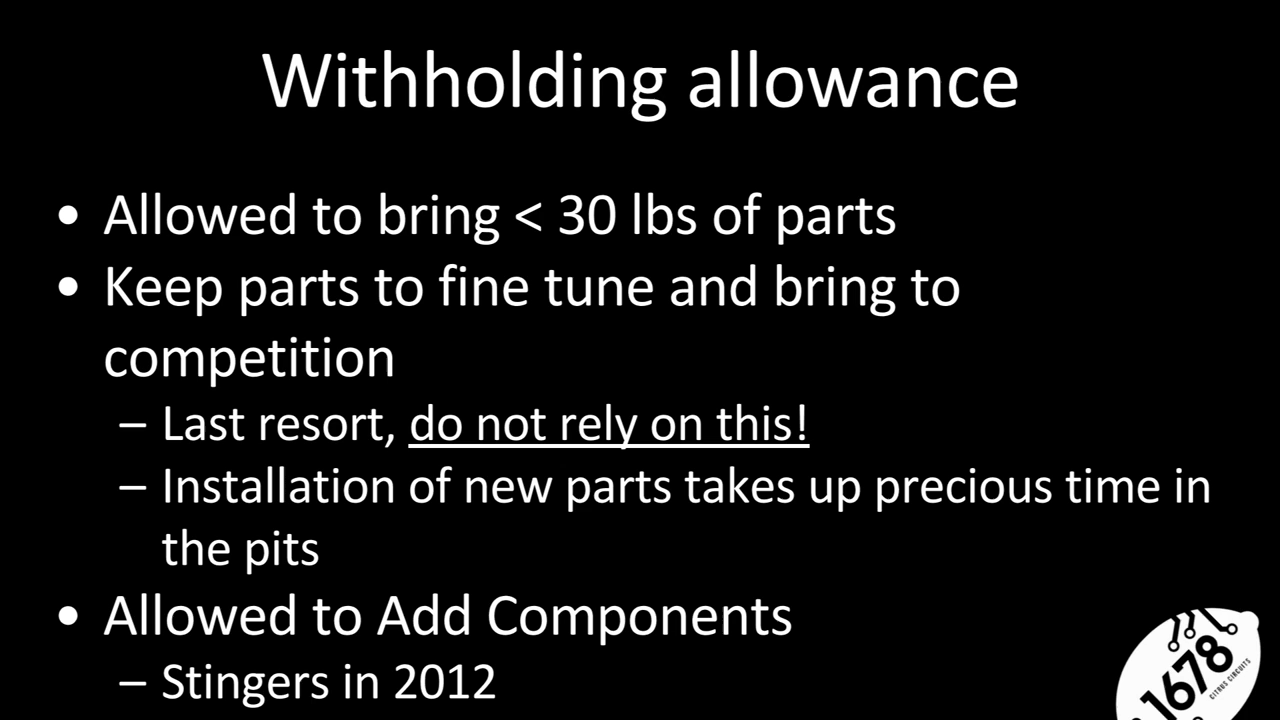 Withholding allowance
• Allowed to bring < 30 lbs of parts
• Keep parts to fine tune and bring to
competition
– Last resort, do not rely on this!
– Installation of new parts takes up precious time in
the pits
• Allowed to Add Components
– Stingers in 2012
1678
CITRUS CIRCUITS